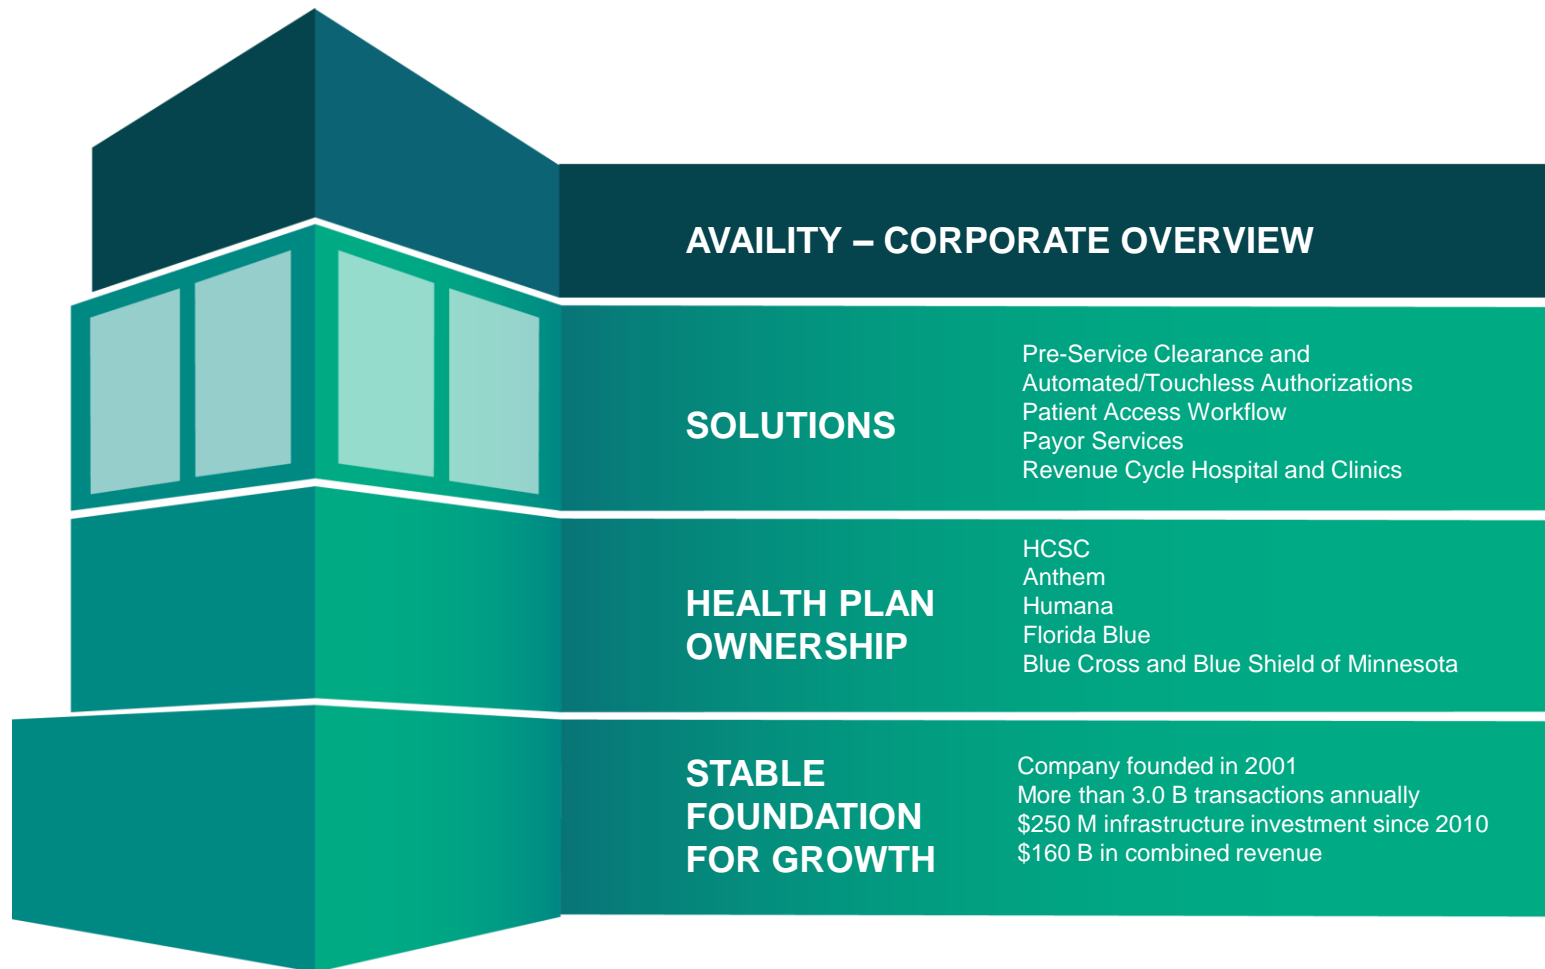 AVAILITY – CORPORATE OVERVIEW
SOLUTIONS
Pre-Service Clearance and
Automated/Touchless Authorizations
Patient Access Workflow
Payor Services
Revenue Cycle Hospital and Clinics
HEALTH PLAN
OWNERSHIP
HCSC
Anthem
Humana
Florida Blue
Blue Cross and Blue Shield of Minnesota
STABLE
FOUNDATION
FOR GROWTH
Company founded in 2001
More than 3.0 B transactions annually
$250 M infrastructure investment since 2010
$160 B in combined revenue